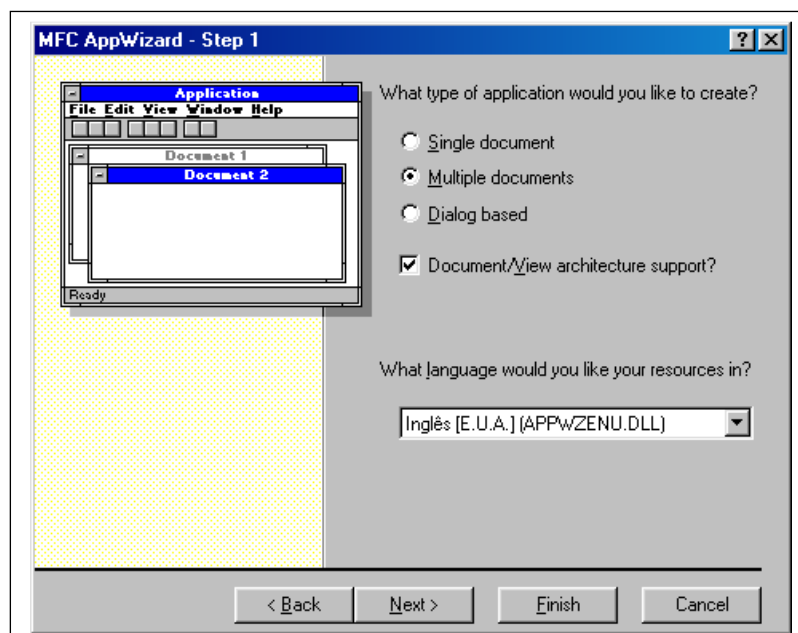 MFC AppWizard - Step 1
Application
File Edit View Window Help
Document 1
Document 2
Ready
What type of application would you like to create?
Single document
Multiple documents
Dialog based
Document/View architecture support?
What language would you like your resources in?
Inglês [E.U.A.] (APPWZENU.DLL)
< Back Next > Finish Cancel